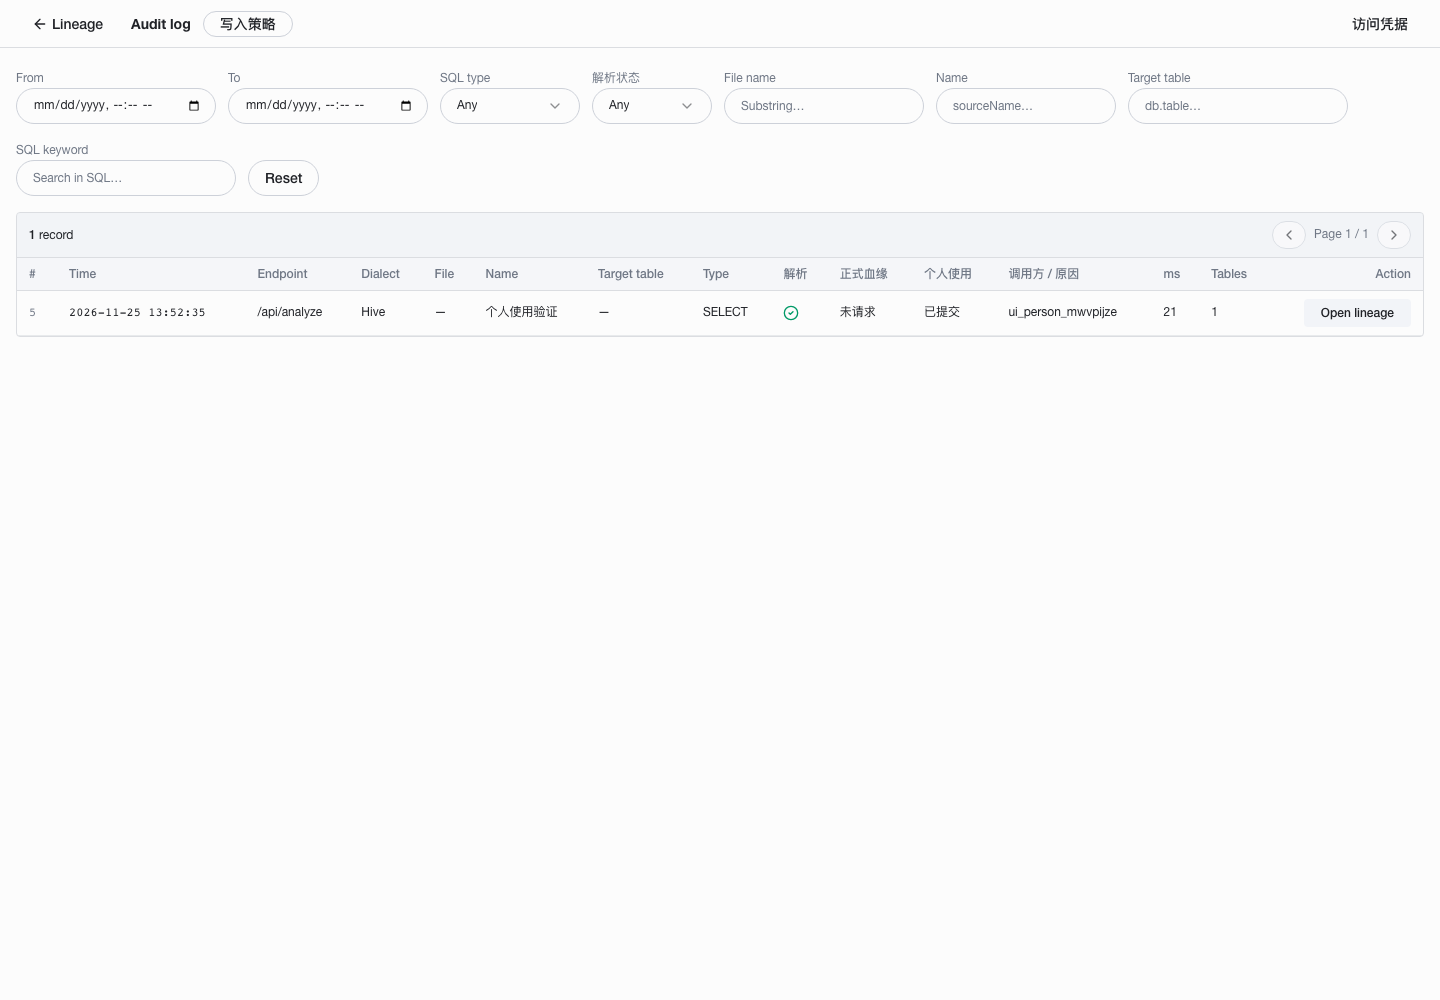 Lineage Audit log 写入策略 访问凭据
From To SQL type 解析状态 File name Name Target table
mm/dd/yyyy, --:-- -- mm/dd/yyyy, --:-- -- Any Any Substring... sourceName... db.table...
SQL keyword
Search in SQL... Reset
1 record Page 1 / 1
# Time Endpoint Dialect File Name Target table Type 解析 正式血缘 个人使用 调用方 / 原因 ms Tables Action
5 2026-11-25 13:52:35 /api/analyze Hive — 个人使用验证 — SELECT 未请求 已提交 ui_person_mwvpijze 21 1 Open lineage